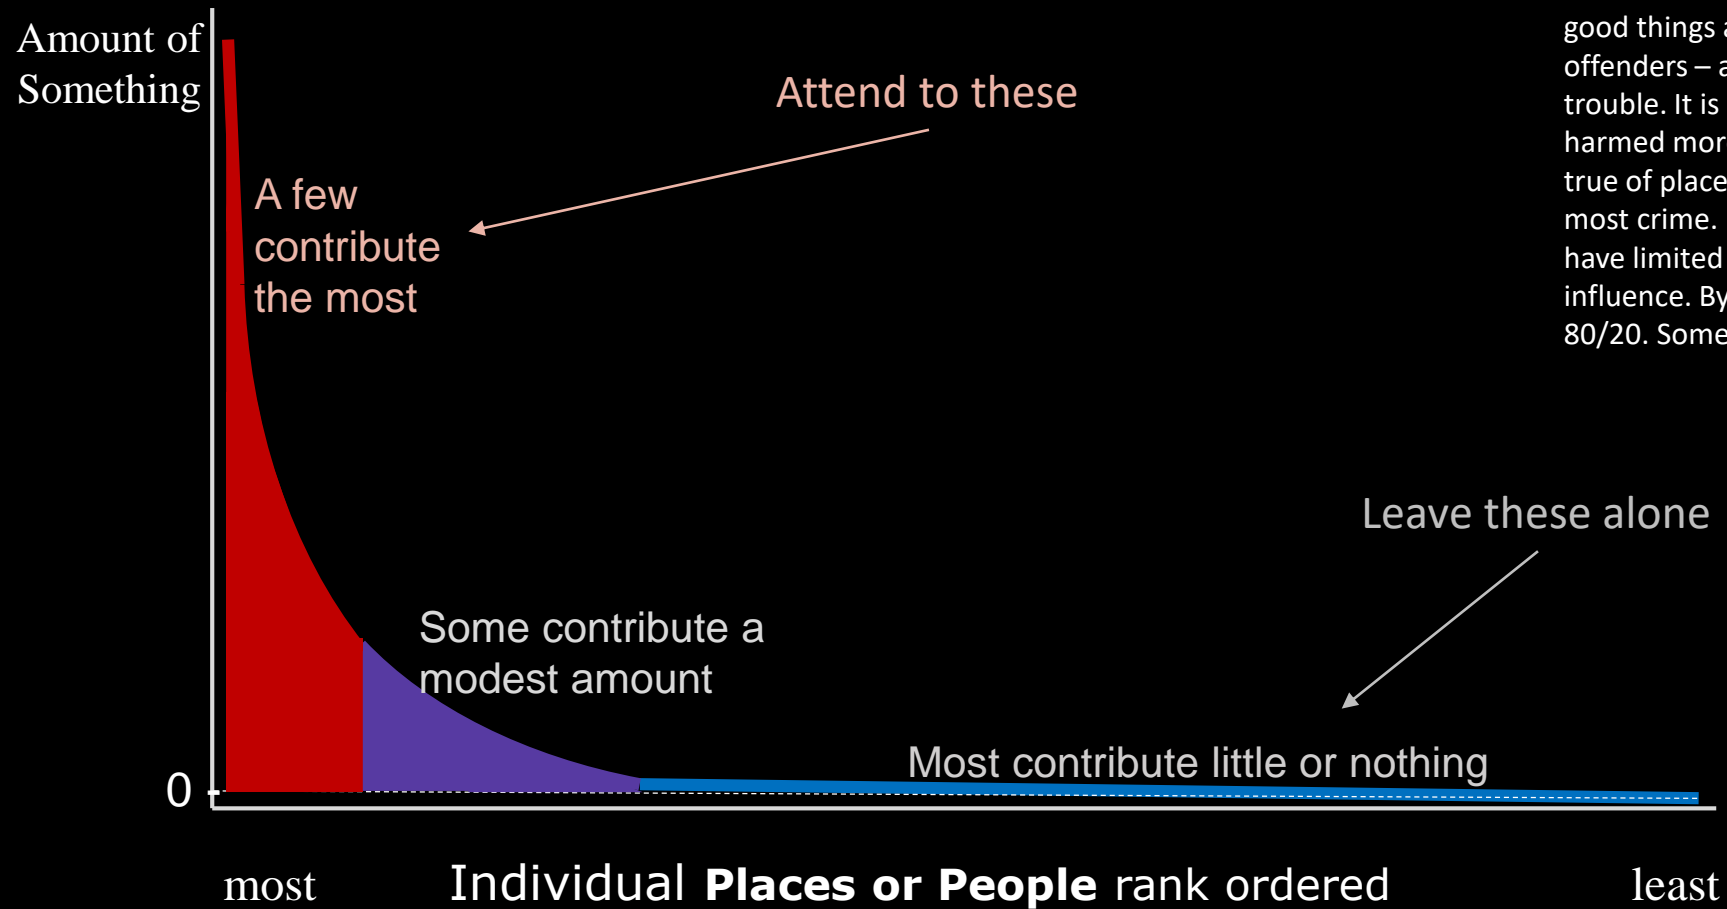 Amount of
Something
Attend to these
A few
contribute
the most
good things
offenders –
trouble. It is
harmed mor
true of place
most crime.
have limited
influence. By
80/20. Some
Leave these alone
Some contribute a
modest amount
Most contribute little or nothing
0
most
Individual Places or People rank ordered
least